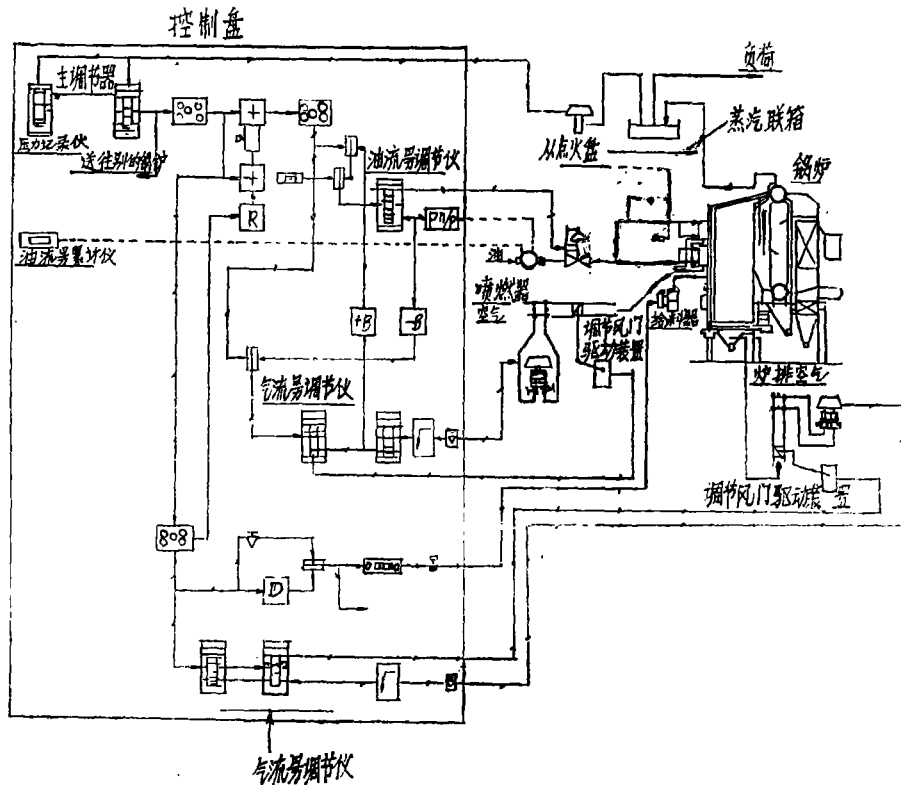 控制盘
负荷
主调节器
蒸汽联箱
压力记录仪
送往别的锅炉
从点火盘
锅炉
油流量调节仪
+
+
R
Pn/p
油流量累计仪
油
喷燃器
空气
+B
-B
调节风门
驱动装置
给料器
炉排空气
气流量调节仪
调节风门驱动装置
D
气流量调节仪